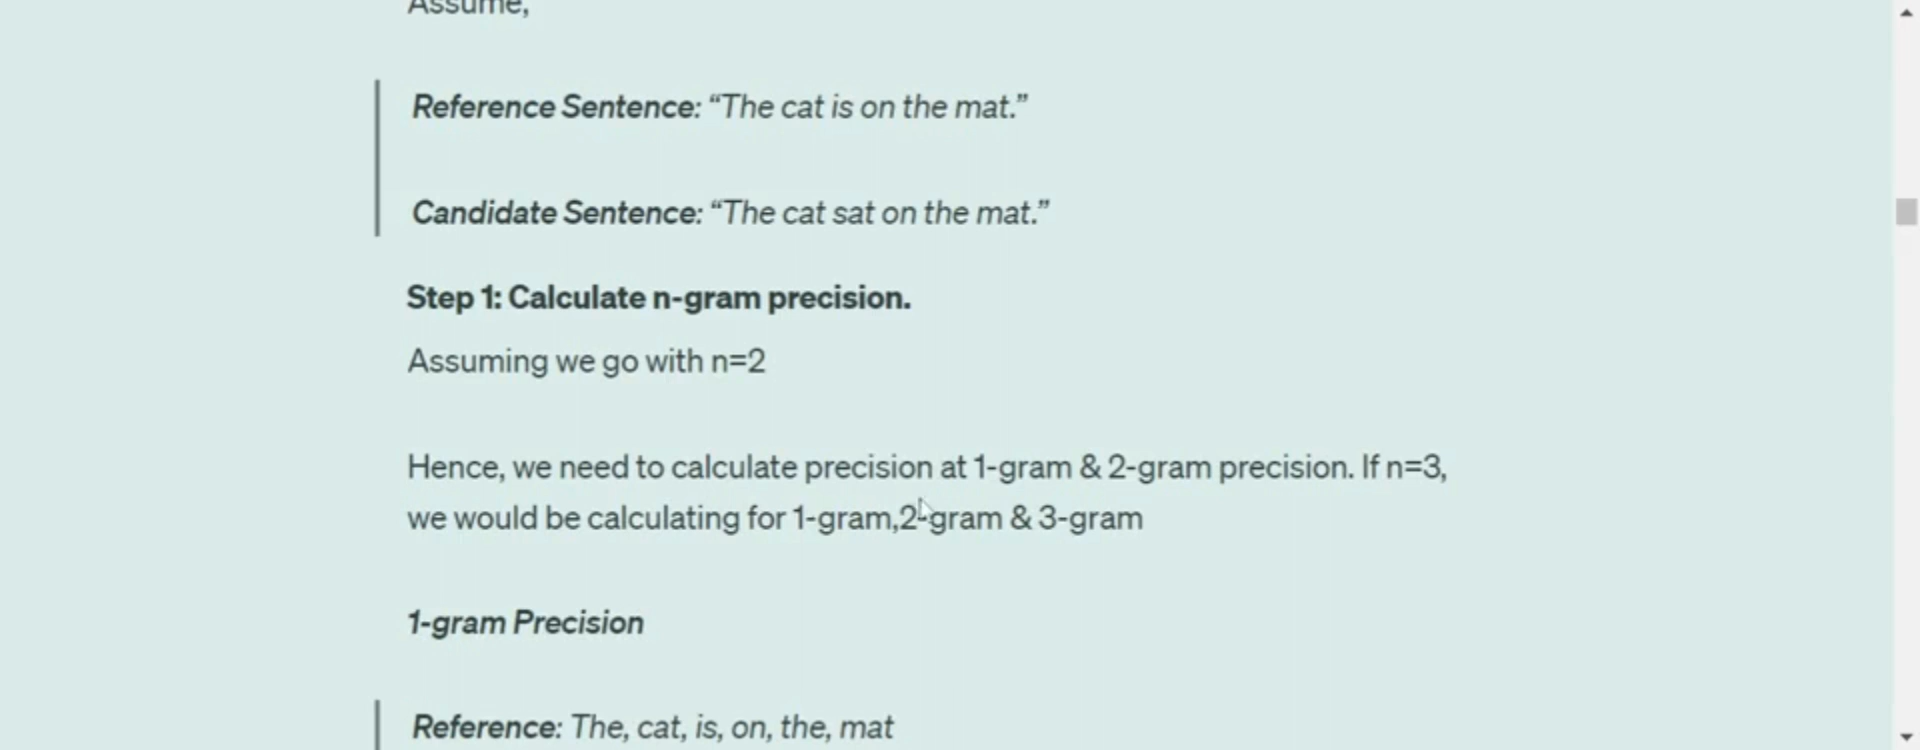 Assume,
Reference Sentence: “The cat is on the mat.”
Candidate Sentence: “The cat sat on the mat.”
Step 1: Calculate n-gram precision.
Assuming we go with n=2
Hence, we need to calculate precision at 1-gram & 2-gram precision. If n=3,
we would be calculating for 1-gram,2-gram & 3-gram
1-gram Precision
Reference: The, cat, is, on, the, mat